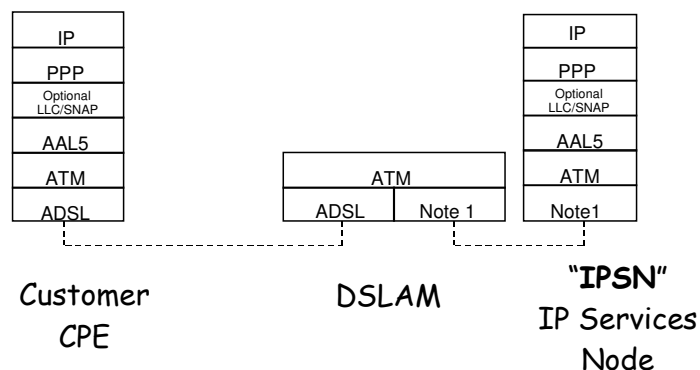 IP
PPP
Optional
LLC/SNAP
AAL5
ATM
ADSL
ATM
ADSL
Note 1
IP
PPP
Optional
LLC/SNAP
AAL5
ATM
Note1
Customer
CPE
DSLAM
"IPSN"
IP Services
Node